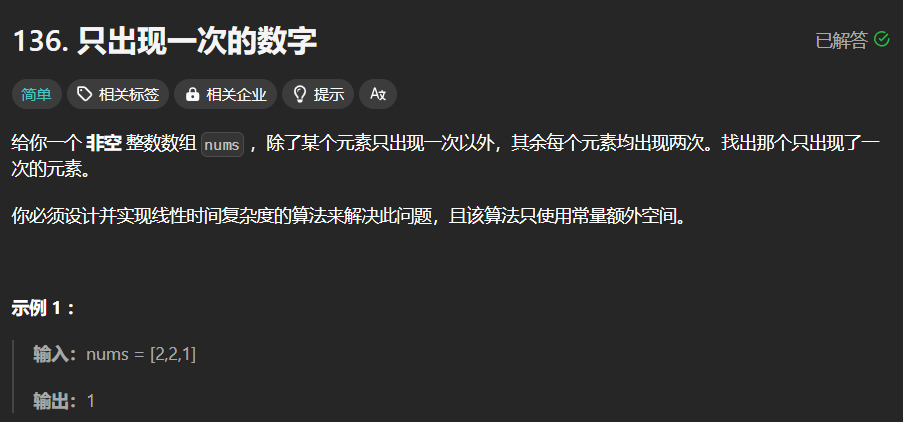 136. 只出现一次的数字
已解答
简单 相关标签 相关企业 提示 Aあ
给你一个 非空 整数数组 nums ，除了某个元素只出现一次以外，其余每个元素均出现两次。找出那个只出现了一
次的元素。
你必须设计并实现线性时间复杂度的算法来解决此问题，且该算法只使用常量额外空间。
示例 1 ：
输入：nums = [2,2,1]
输出：1